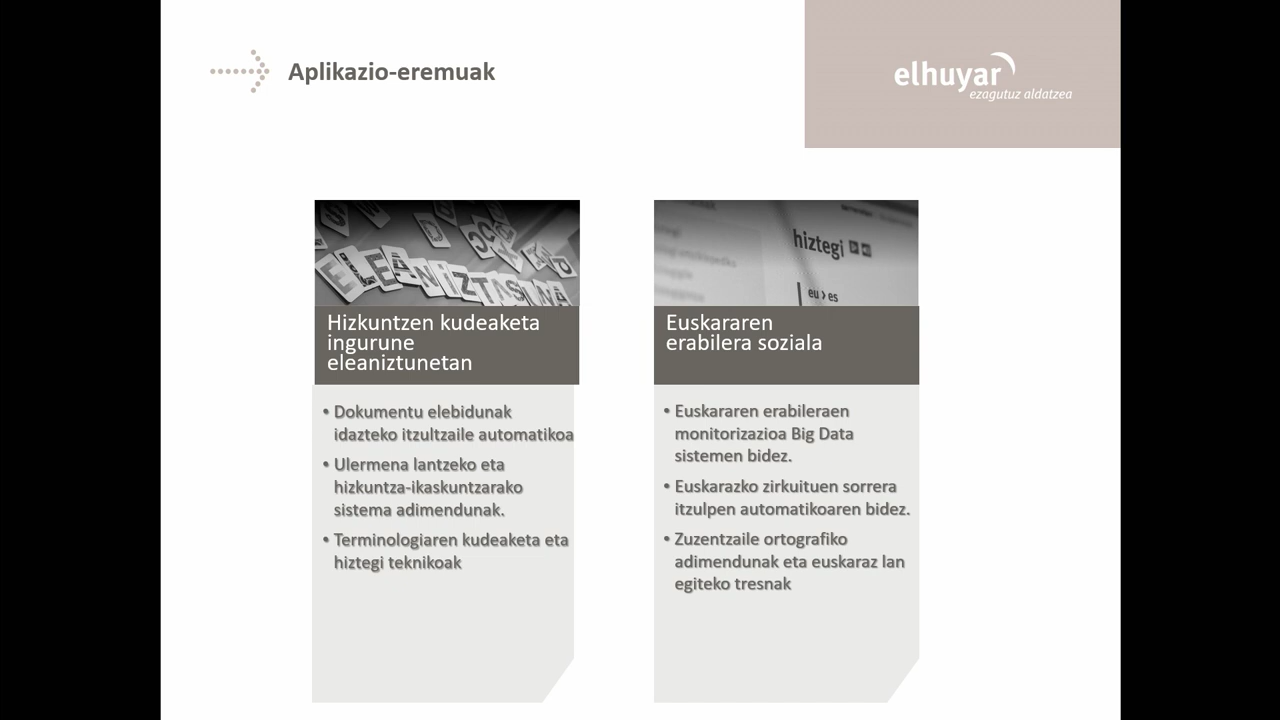 Aplikazio-eremuak
elhuyar
ezagutuz aldatzea
ELEANIZTASUNA
Hizkuntzen kudeaketa
ingurune
eleaniztunetan
• Dokumentu elebidunak
idazteko itzultzaile automatikoa
• Ulermena lantzeko eta
hizkuntza-ikaskuntzarako
sistema adimendunak.
• Terminologiaren kudeaketa eta
hiztegi teknikoak
hiztegi
eu › es
Euskararen
erabilera soziala
• Euskararen erabileraen
monitorizazioa Big Data
sistemen bidez.
• Euskarazko zirkuituen sorrera
itzulpen automatikoaren bidez.
• Zuzentzaile ortografiko
adimendunak eta euskaraz lan
egiteko tresnak